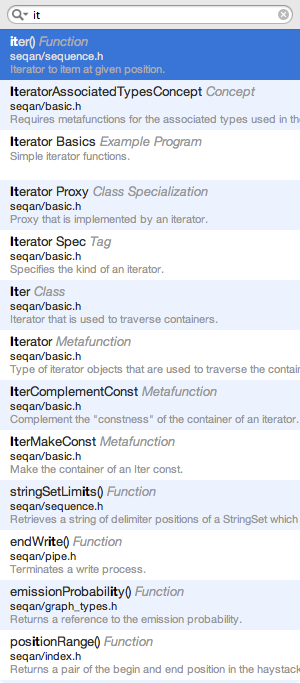 it
iter() Function
seqan/sequence.h
Iterator to item at given position.
IteratorAssociatedTypesConcept Concept
seqan/basic.h
Requires metafunctions for the associated types used in the
Iterator Basics Example Program
Simple iterator functions.
Iterator Proxy Class Specialization
seqan/basic.h
Proxy that is implemented by an iterator.
Iterator Spec Tag
seqan/basic.h
Specifies the kind of an iterator.
Iter Class
seqan/basic.h
Iterator that is used to traverse containers.
Iterator Metafunction
seqan/basic.h
Type of iterator objects that are used to traverse the contain
IterComplementConst Metafunction
seqan/basic.h
Complement the "constness" of the container of an iterator.
IterMakeConst Metafunction
seqan/basic.h
Make the container of an Iter const.
stringSetLimits() Function
seqan/sequence.h
Retrieves a string of delimiter positions of a StringSet which
endWrite() Function
seqan/pipe.h
Terminates a write process.
emissionProbability() Function
seqan/graph_types.h
Returns a reference to the emission probability.
positionRange() Function
seqan/index.h
Returns a pair of the begin and end position in the haystack